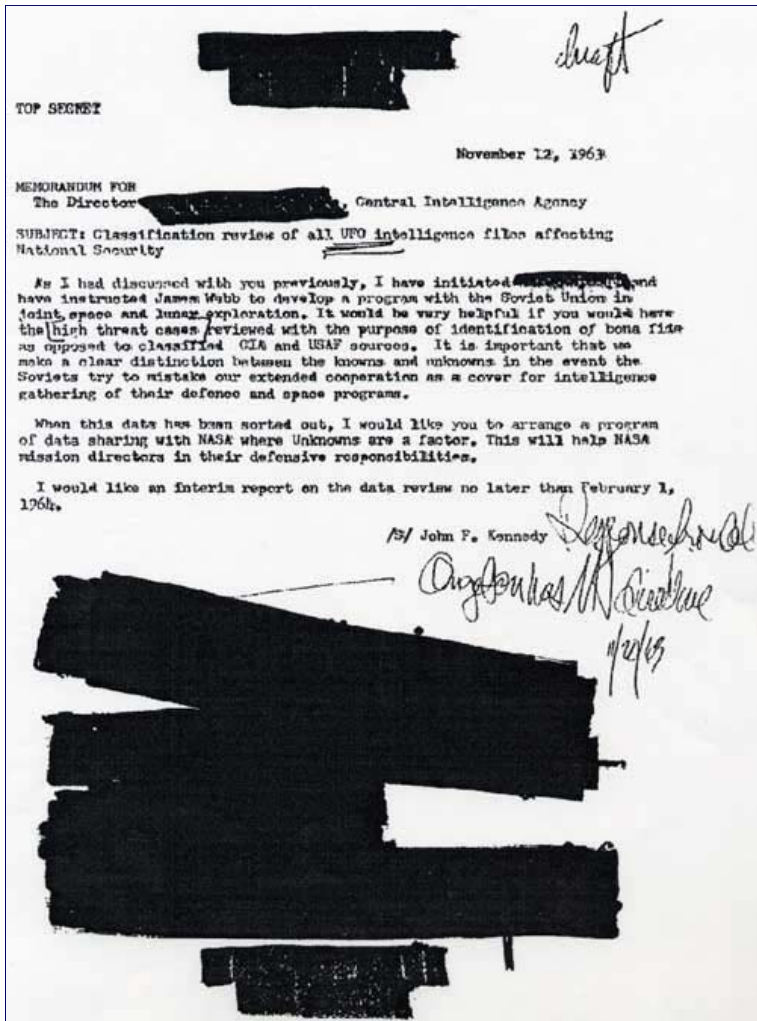 draft
TOP SECRET
November 12, 1963
MEMORANDUM FOR
The Director , Central Intelligence Agency
SUBJECT: Classification review of all UFO intelligence files affecting
National Security
As I had discussed with you previously, I have initiated and
have instructed James Webb to develop a program with the Soviet Union in
joint space and lunar exploration. It would be very helpful if you would have
the high threat cases reviewed with the purpose of identification of bona fide
as opposed to classified CIA and USAF sources. It is important that we
make a clear distinction between the knowns and unknowns in the event the
Soviets try to mistake our extended cooperation as a cover for intelligence
gathering of their defence and space programs.
When this data has been sorted out, I would like you to arrange a program
of data sharing with NASA where Unknowns are a factor. This will help NASA
mission directors in their defensive responsibilities.
I would like an interim report on the data review no later than February 1,
1964.
/S/ John F. Kennedy
Angleton has